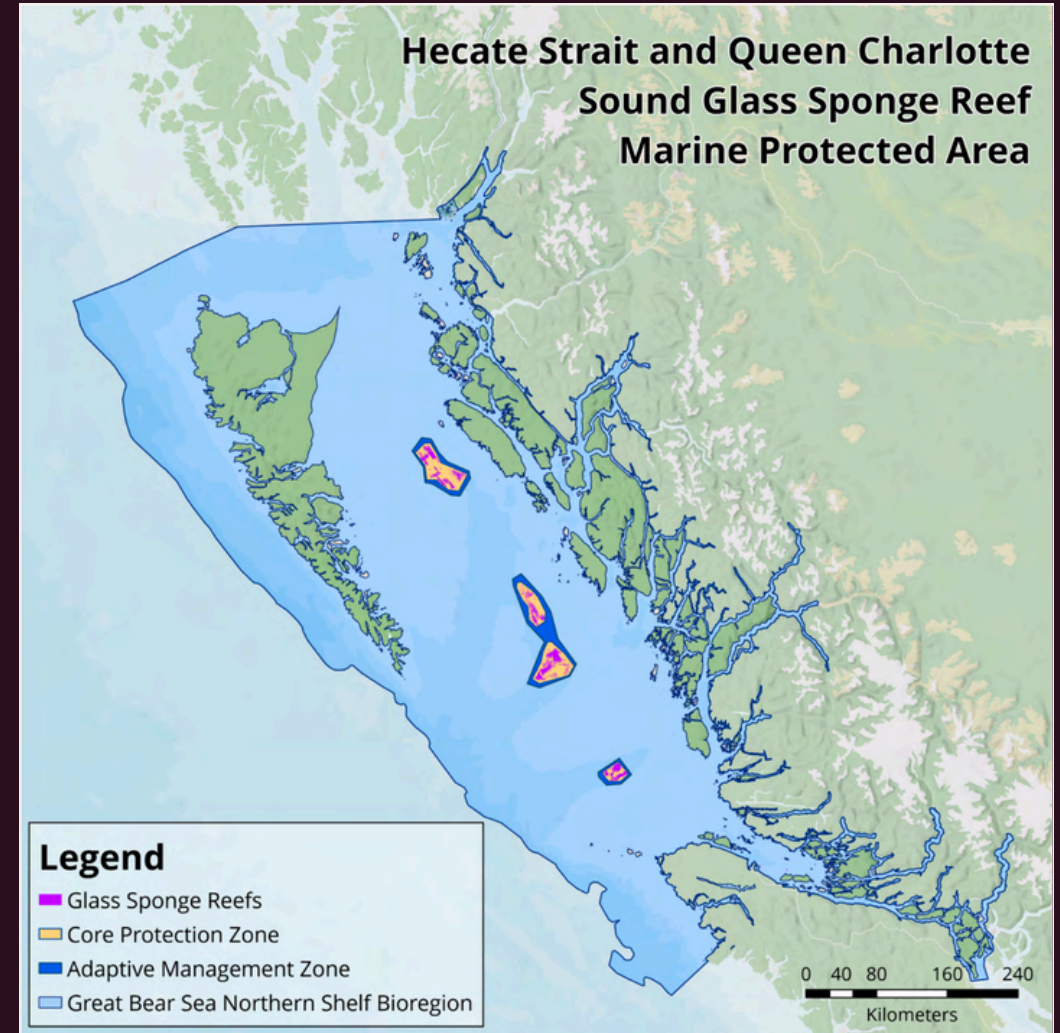 Hecate Strait and Queen Charlotte
Sound Glass Sponge Reef
Marine Protected Area
Legend
Glass Sponge Reefs
Core Protection Zone
Adaptive Management Zone
Great Bear Sea Northern Shelf Bioregion
0 40 80 160 240
Kilometers